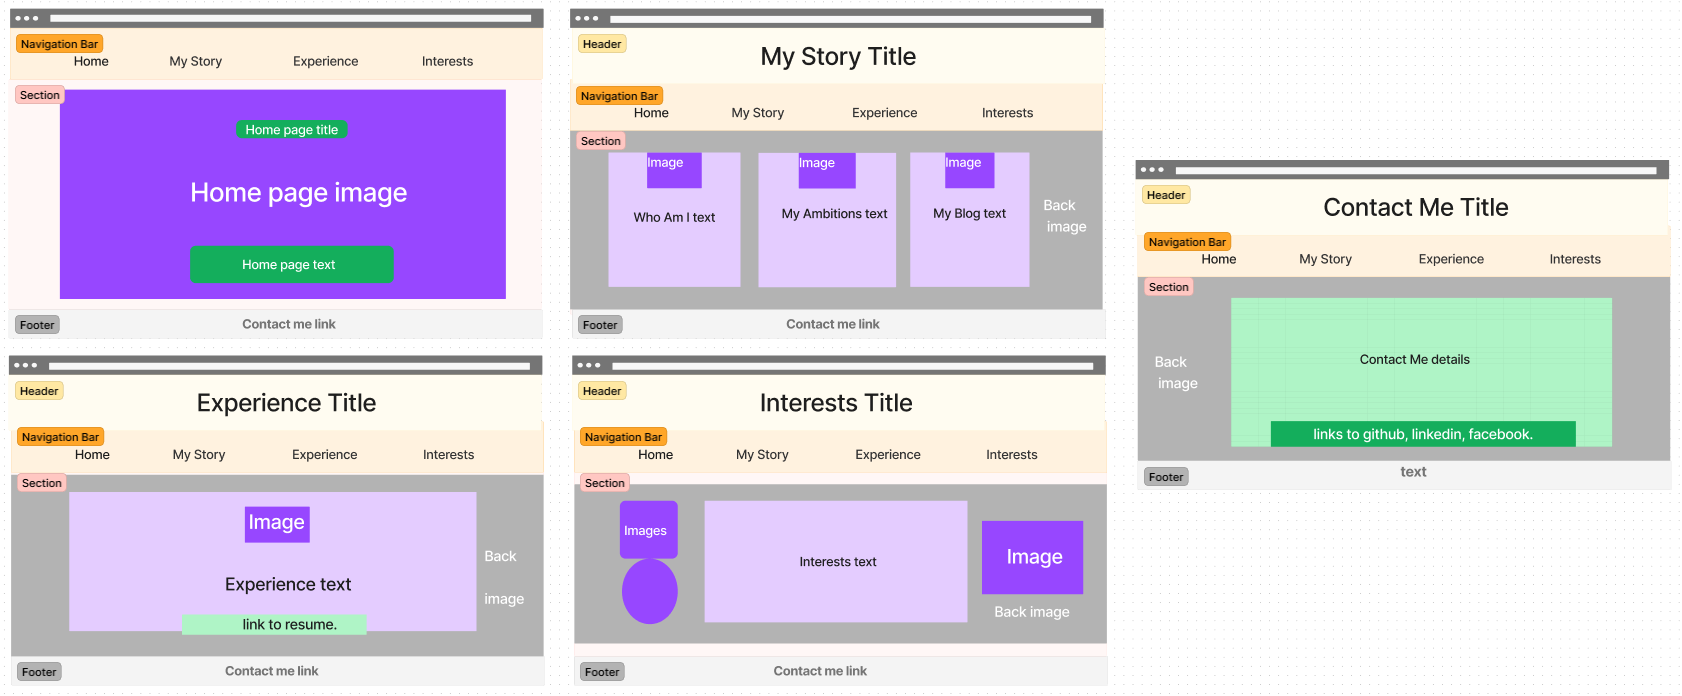 Navigation Bar
Home My Story Experience Interests
Section
Home page title
Home page image
Home page text
Footer
Contact me link
Header
My Story Title
Navigation Bar
Home My Story Experience Interests
Section
Image Image Image
Who Am I text My Ambitions text My Blog text
Back
image
Footer
Contact me link
Header
Experience Title
Navigation Bar
Home My Story Experience Interests
Section
Image
Experience text
link to resume.
Back
image
Footer
Contact me link
Header
Interests Title
Navigation Bar
Home My Story Experience Interests
Section
Images
Interests text
Image
Back image
Footer
Contact me link
Header
Contact Me Title
Navigation Bar
Home My Story Experience Interests
Section
Back
image
Contact Me details
links to github, linkedin, facebook.
Footer
text